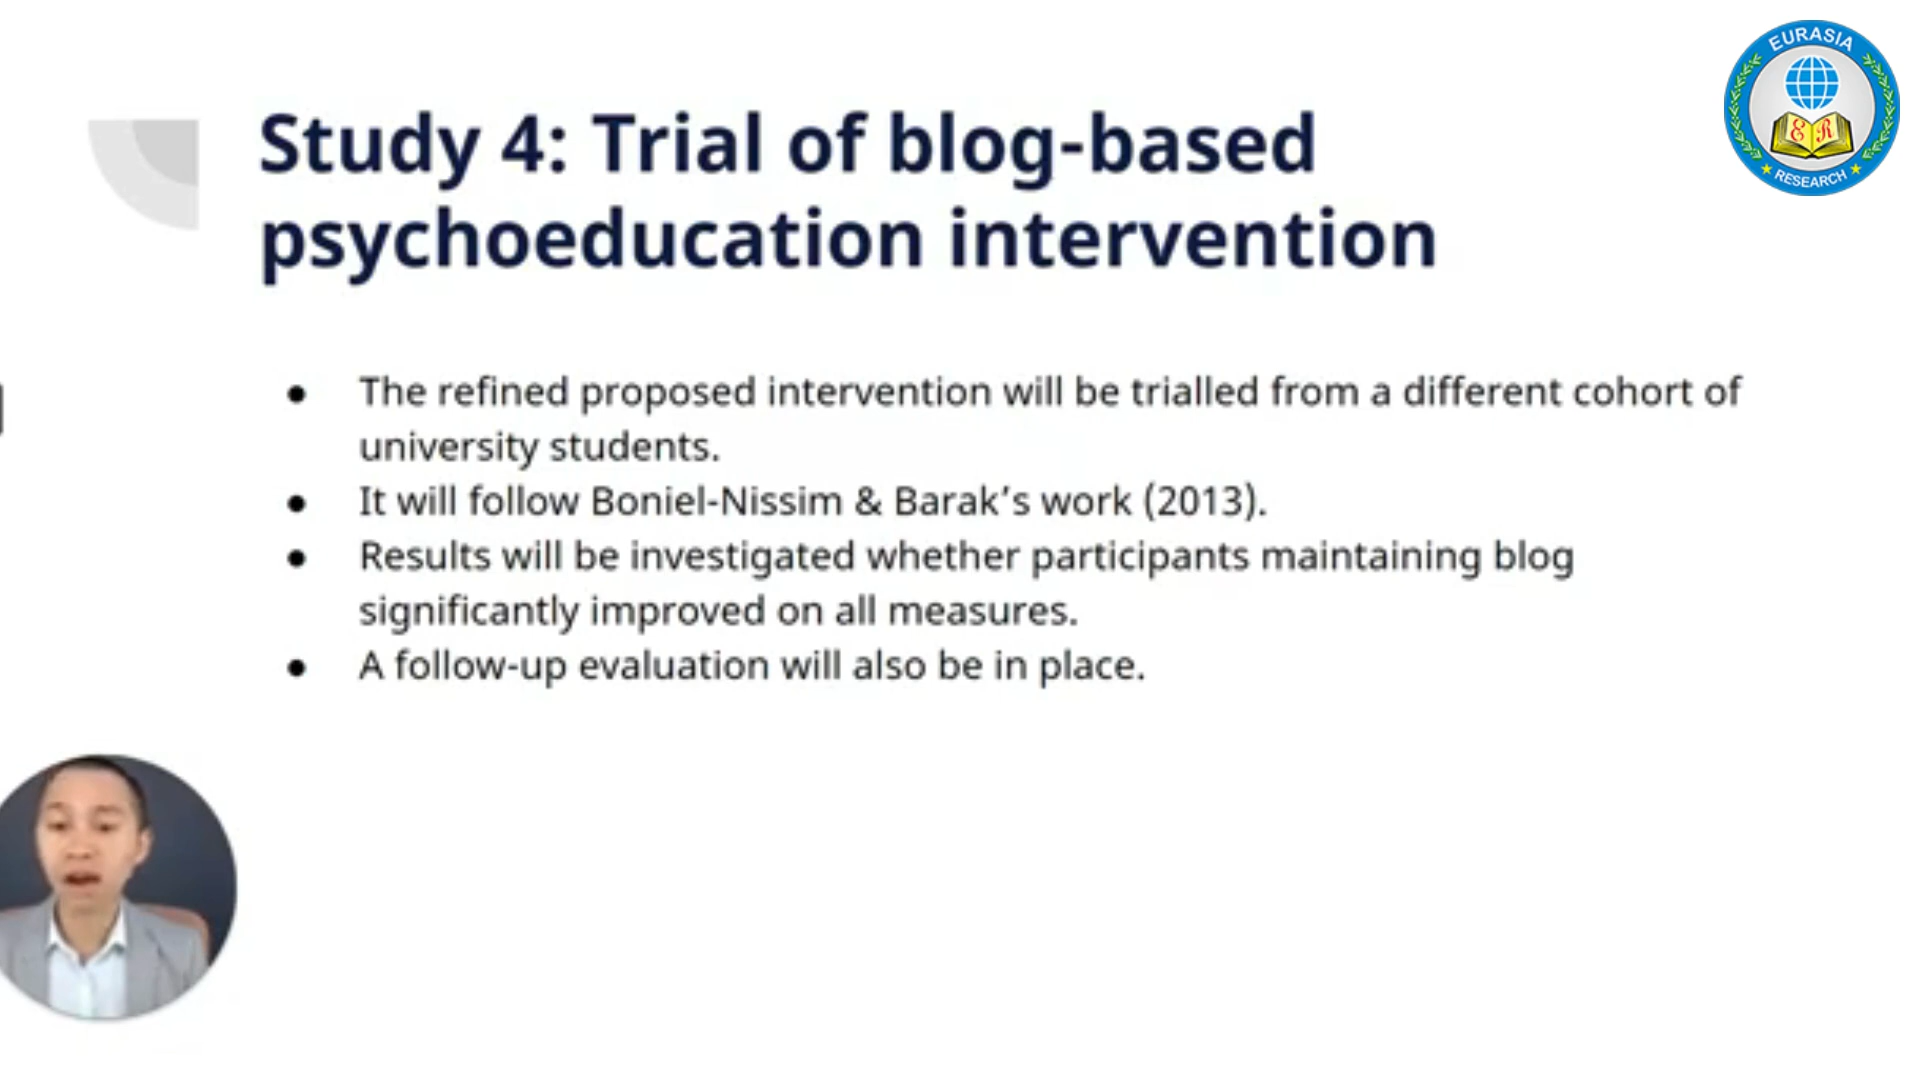 EURASIA
RESEARCH
Study 4: Trial of blog-based
psychoeducation intervention
● The refined proposed intervention will be trialled from a different cohort of
university students.
● It will follow Boniel-Nissim & Barak’s work (2013).
● Results will be investigated whether participants maintaining blog
significantly improved on all measures.
● A follow-up evaluation will also be in place.